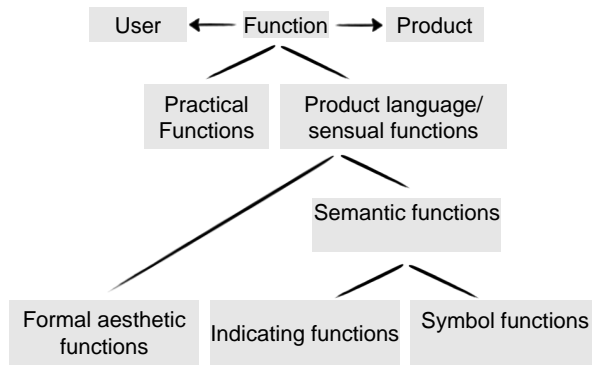 User
Function
Product
Practical
Functions
Product language/
sensual functions
Semantic functions
Formal aesthetic
functions
Indicating functions
Symbol functions